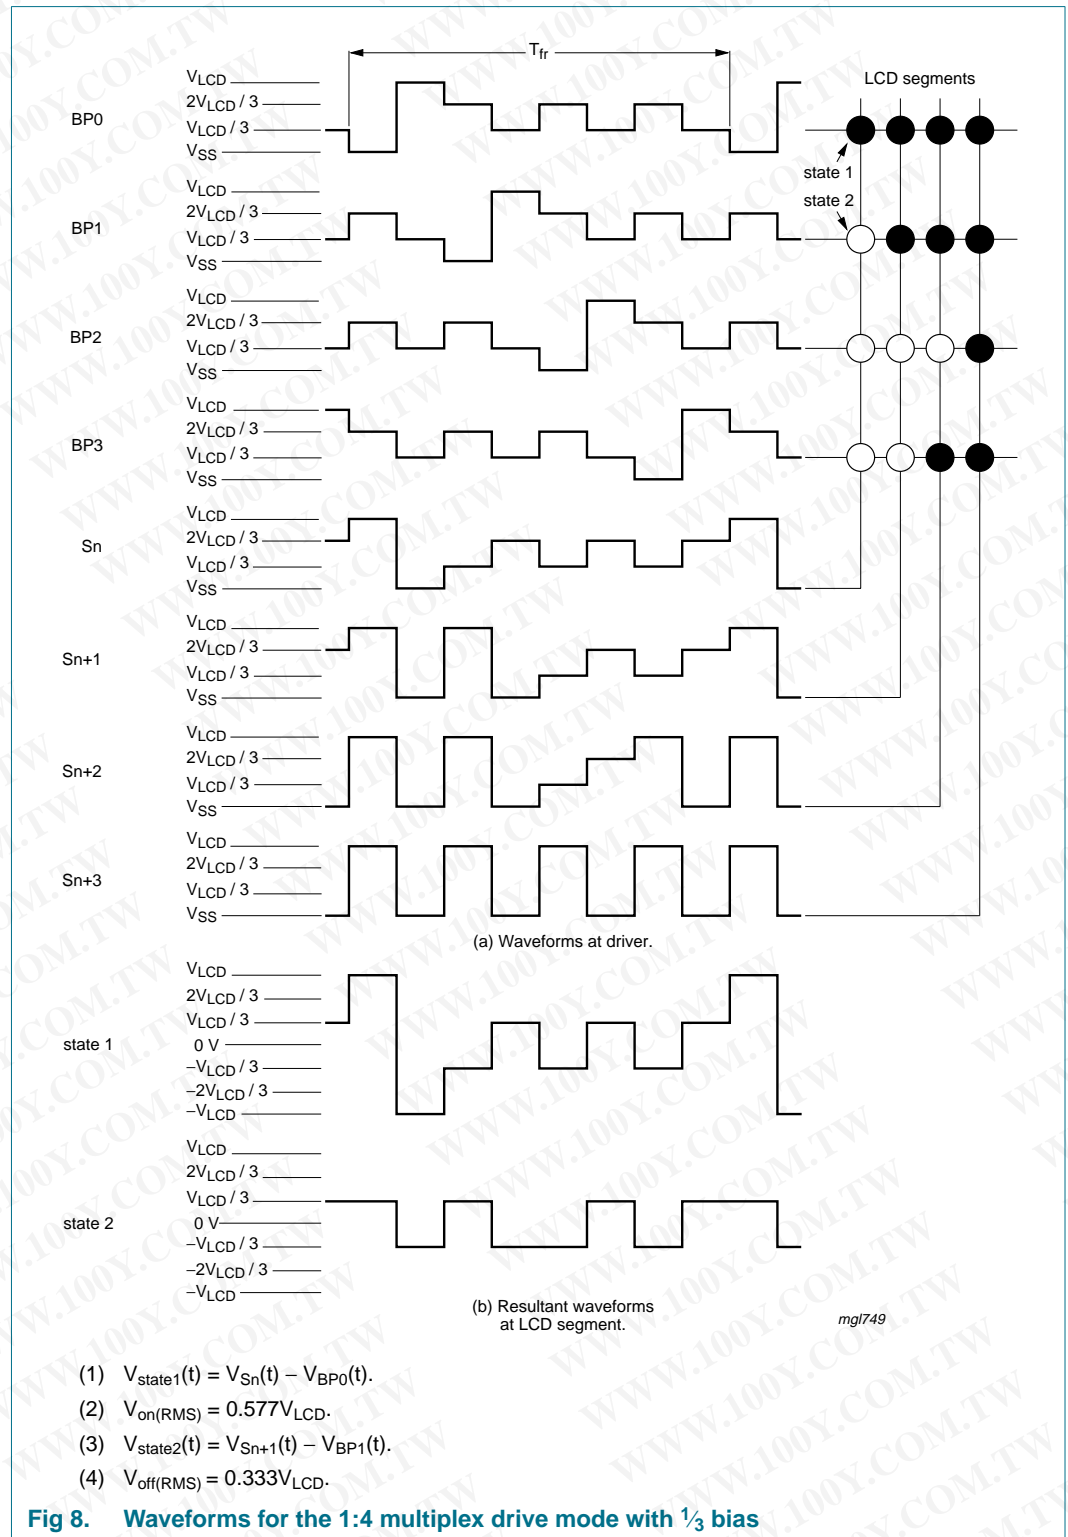 Tfr
LCD segments
BP0
VLCD
2VLCD / 3
VLCD / 3
VSS
state 1
state 2
BP1
VLCD
2VLCD / 3
VLCD / 3
VSS
BP2
VLCD
2VLCD / 3
VLCD / 3
VSS
BP3
VLCD
2VLCD / 3
VLCD / 3
VSS
Sn
VLCD
2VLCD / 3
VLCD / 3
VSS
Sn+1
VLCD
2VLCD / 3
VLCD / 3
VSS
Sn+2
VLCD
2VLCD / 3
VLCD / 3
VSS
Sn+3
VLCD
2VLCD / 3
VLCD / 3
VSS
(a) Waveforms at driver.
state 1
VLCD
2VLCD / 3
VLCD / 3
0 V
−VLCD / 3
−2VLCD / 3
−VLCD
state 2
VLCD
2VLCD / 3
VLCD / 3
0 V
−VLCD / 3
−2VLCD / 3
−VLCD
(b) Resultant waveforms
at LCD segment.
mgl749
(1) Vstate1(t) = VSn(t) − VBP0(t).
(2) Von(RMS) = 0.577VLCD.
(3) Vstate2(t) = VSn+1(t) − VBP1(t).
(4) Voff(RMS) = 0.333VLCD.
Fig 8. Waveforms for the 1:4 multiplex drive mode with 1⁄3 bias
WWW.100Y.COM.TW